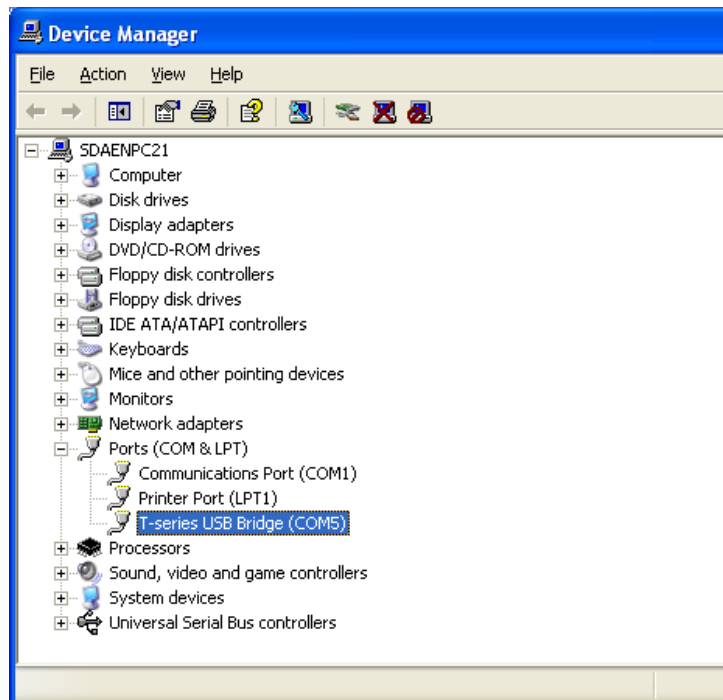 Device Manager
File Action View Help
SDAENPC21
Computer
Disk drives
Display adapters
DVD/CD-ROM drives
Floppy disk controllers
Floppy disk drives
IDE ATA/ATAPI controllers
Keyboards
Mice and other pointing devices
Monitors
Network adapters
Ports (COM & LPT)
Communications Port (COM1)
Printer Port (LPT1)
T-series USB Bridge (COM5)
Processors
Sound, video and game controllers
System devices
Universal Serial Bus controllers